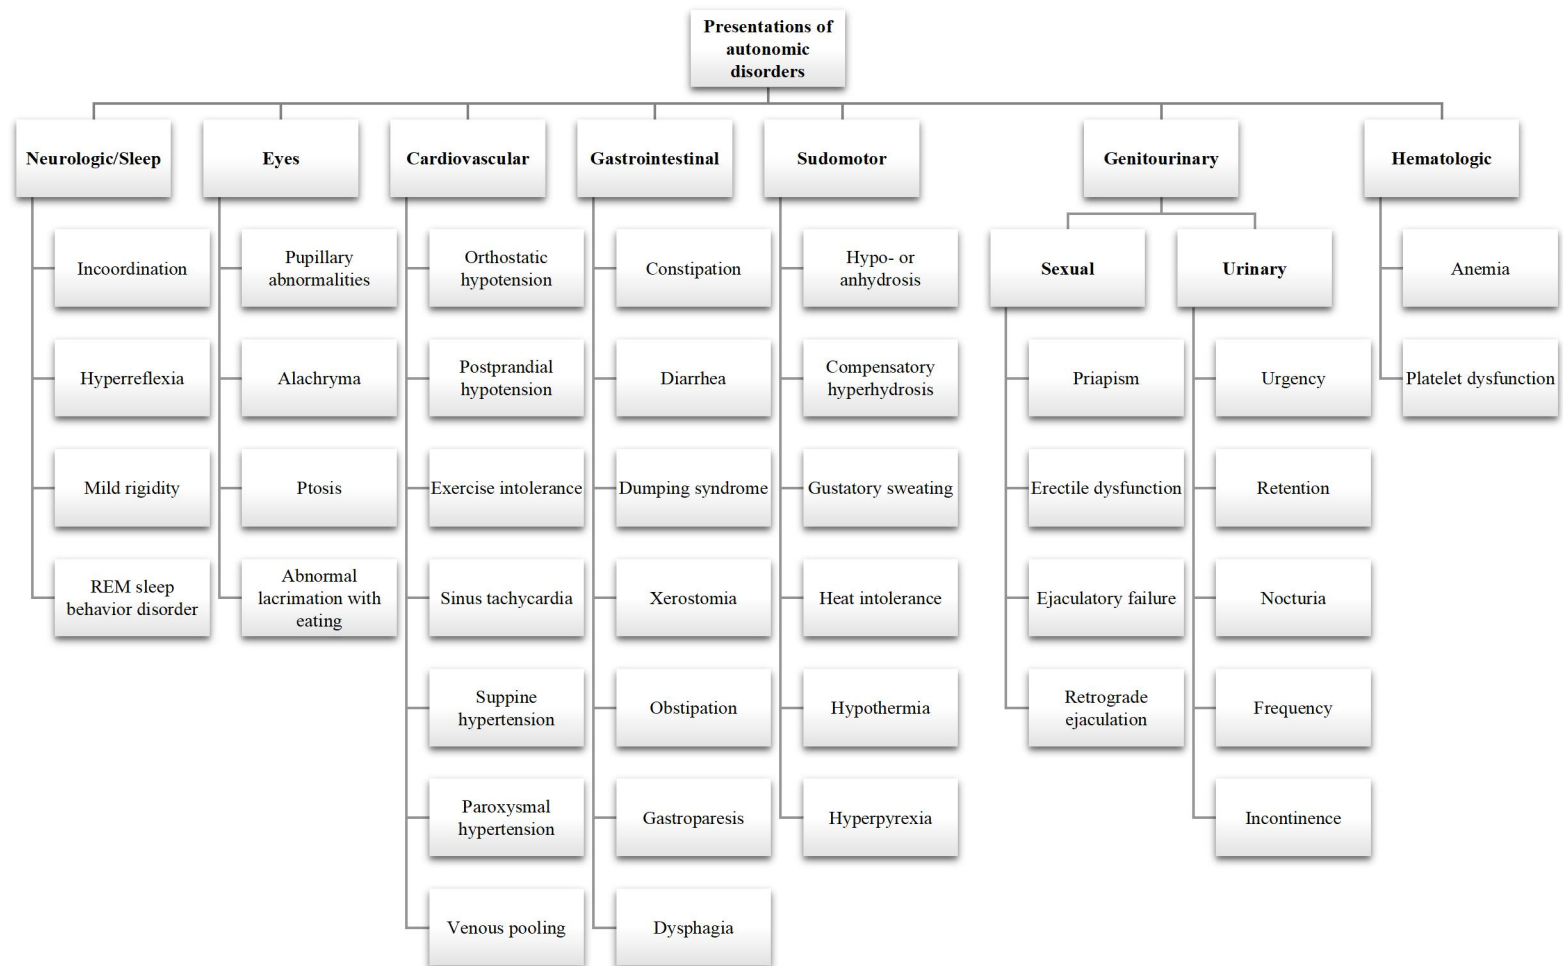 Presentations of
autonomic
disorders
Neurologic/Sleep
Incoordination
Hyperreflexia
Mild rigidity
REM sleep
behavior disorder
Eyes
Pupillary
abnormalities
Alachryma
Ptosis
Abnormal
lacrimation with
eating
Cardiovascular
Orthostatic
hypotension
Postprandial
hypotension
Exercise intolerance
Sinus tachycardia
Suppine
hypertension
Paroxysmal
hypertension
Venous pooling
Gastrointestinal
Constipation
Diarrhea
Dumping syndrome
Xerostomia
Obstipation
Gastroparesis
Dysphagia
Sudomotor
Hypo- or
anhydrosis
Compensatory
hyperhydrosis
Gustatory sweating
Heat intolerance
Hypothermia
Hyperpyrexia
Genitourinary
Sexual
Priapism
Erectile dysfunction
Ejaculatory failure
Retrograde
ejaculation
Urinary
Urgency
Retention
Nocturia
Frequency
Incontinence
Hematologic
Anemia
Platelet dysfunction